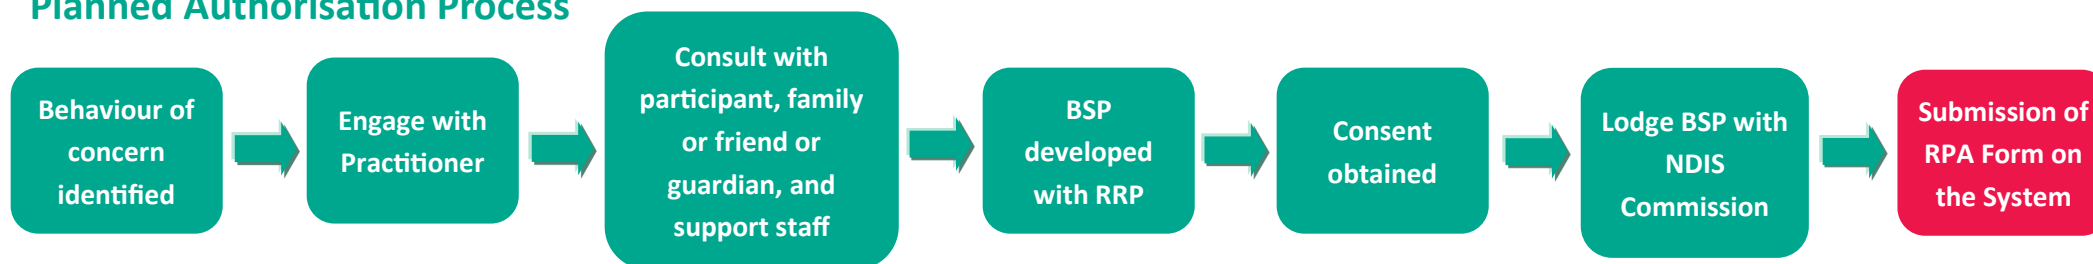 Planned Authorisation Process
Behaviour of
concern
identified
Engage with
Practitioner
Consult with
participant, family
or friend or
guardian, and
support staff
BSP
developed
with RRP
Consent
obtained
Lodge BSP with
NDIS
Commission
Submission of
RPA Form on
the System